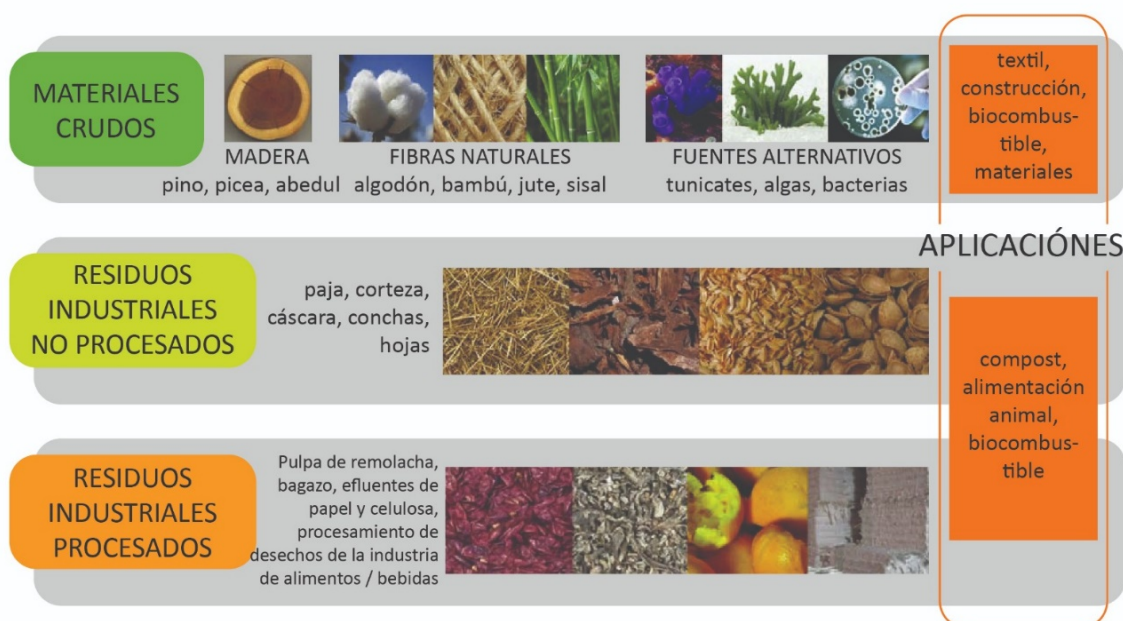 MATERIALES
CRUDOS
MADERA
pino, picea, abedul
FIBRAS NATURALES
algodón, bambú, jute, sisal
FUENTES ALTERNATIVOS
tunicates, algas, bacterias
textil,
construcción,
biocombus-
tible,
materiales
APLICACIÓNES
RESIDUOS
INDUSTRIALES
NO PROCESADOS
paja, corteza,
cáscara, conchas,
hojas
compost,
alimentación
animal,
biocombus-
tible
RESIDUOS
INDUSTRIALES
PROCESADOS
Pulpa de remolacha,
bagazo, efluentes de
papel y celulosa,
procesamiento de
desechos de la industria
de alimentos / bebidas